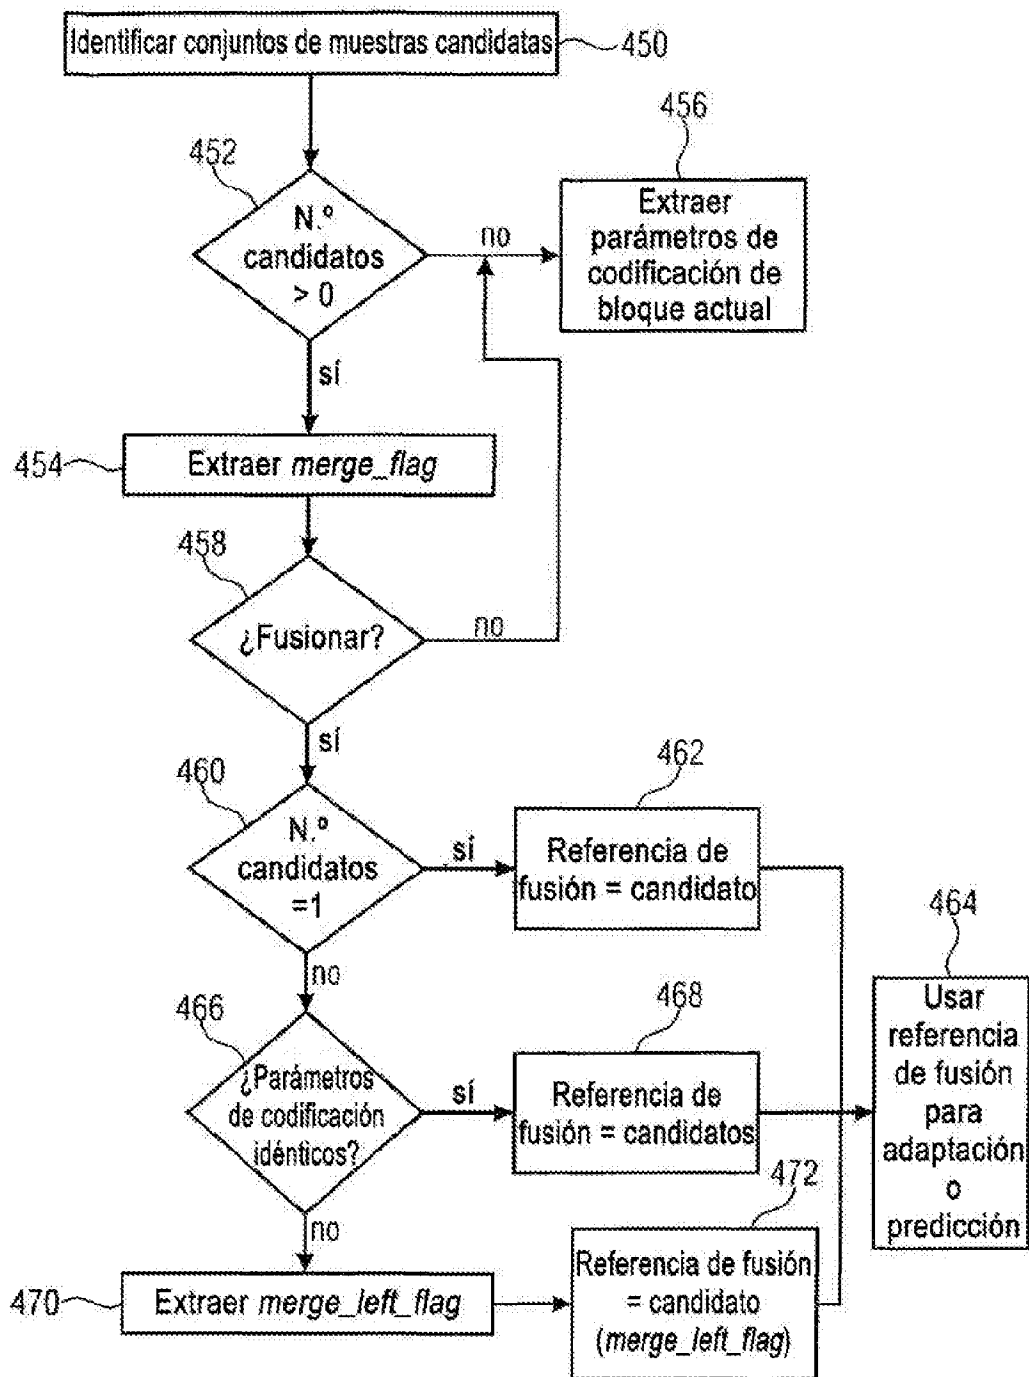 Identificar conjuntos de muestras candidatas
450
456
452
N.º
candidatos
> 0
no
Extraer
parámetros de
codificación de
bloque actual
sí
454
Extraer merge_flag
458
¿Fusionar?
no
sí
460
462
N.º
candidatos
=1
sí
Referencia de
fusión = candidato
464
no
466
468
Usar
referencia
de fusión
para
adaptación
o
predicción
¿Parámetros
de codificación
idénticos?
sí
Referencia de
fusión = candidatos
472
no
470
Extraer merge_left_flag
Referencia de fusión
= candidato
(merge_left_flag)